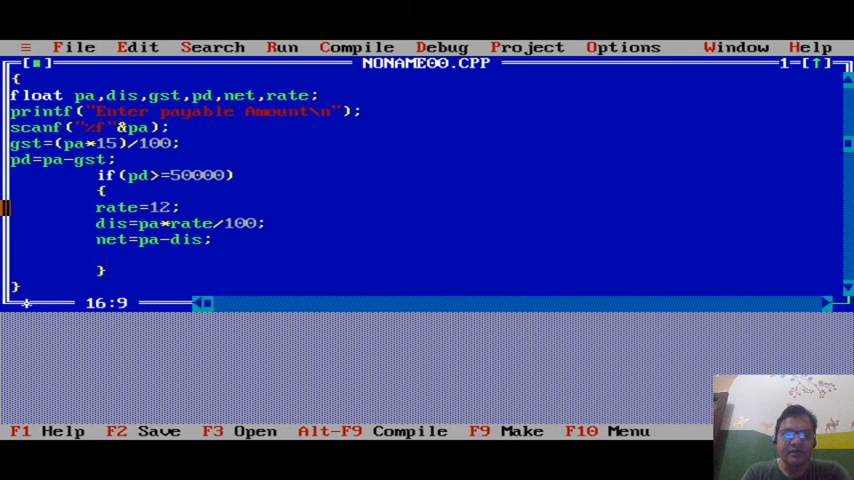 ≡ File Edit Search Run Compile Debug Project Options Window Help
[■] NONAME00.CPP 1=[↑]
{
float pa,dis,gst,pd,net,rate;
printf("Enter payable Amount\n");
scanf("%f"&pa);
gst=(pa*15)/100;
pd=pa-gst;
if(pd>=50000)
{
rate=12;
dis=pa*rate/100;
net=pa-dis;
}
}
16:9
F1 Help F2 Save F3 Open Alt-F9 Compile F9 Make F10 Menu